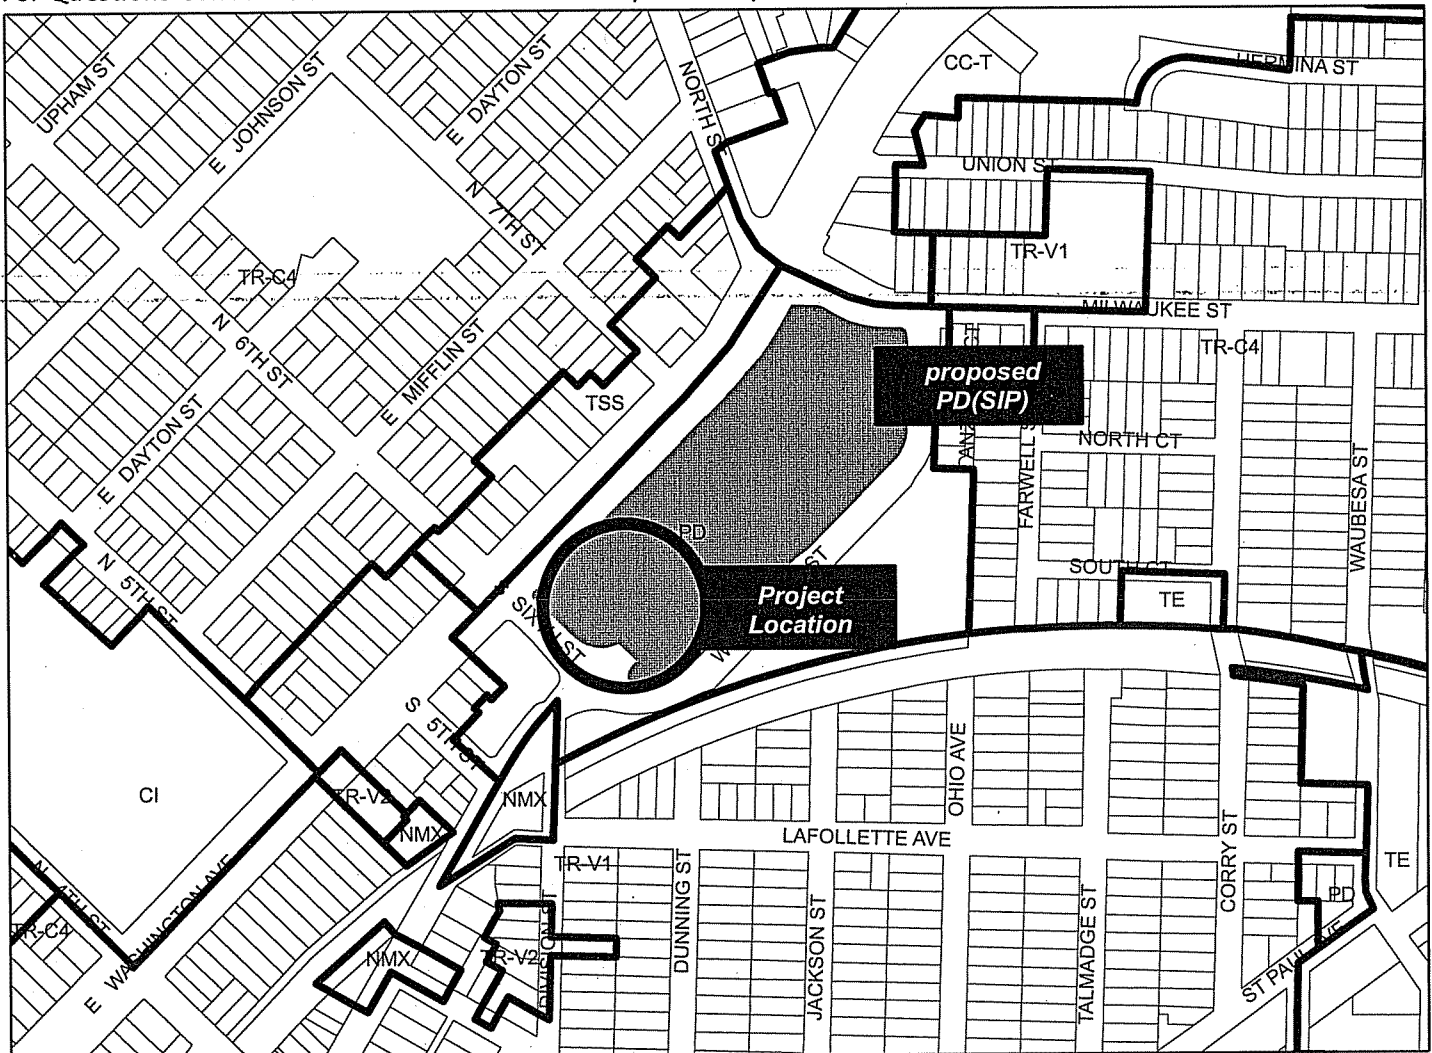 UPHAM ST
E JOHNSON ST
E DAYTON ST
NORTH ST
CC-T
HERMINA ST
UNION ST
N 7TH ST
TR-C4
TR-V1
MILWAUKEE ST
N 6TH ST
E MIFFLIN ST
TSS
proposed
PD(SIP)
TR-C4
NORTH CT
FARWELL S
E DAYTON ST
WAUBESA ST
PD
N 5TH ST
SOUTH CT
TE
Project
Location
ST
S SIXTH ST
S 5TH ST
OHIO AVE
CI
TR-V2
NMX
NMX
LAFOLLETTE AVE
TR-V1
CORRY ST
TE
N 4TH ST
E WASHINGTON AVE
DUNNING ST
JACKSON ST
TALMADGE ST
PD
TR-C4
NMX
TR-V2
DIVISION ST
ST PAUL AVE